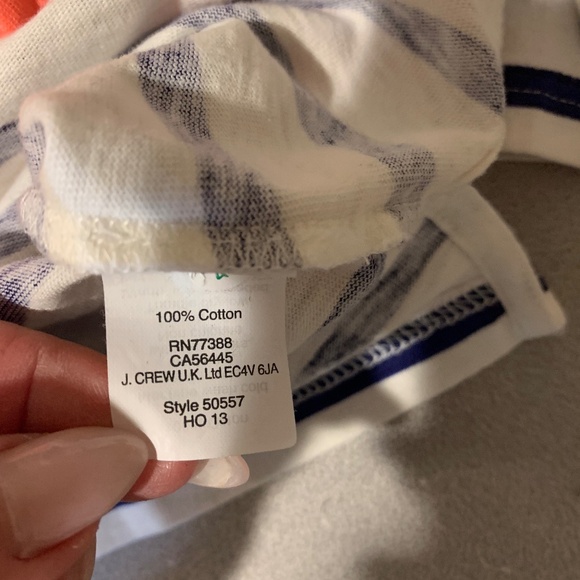 100% Cotton
RN77388
CA56445
J. CREW U.K. Ltd EC4V 6JA
Style 50557
HO 13